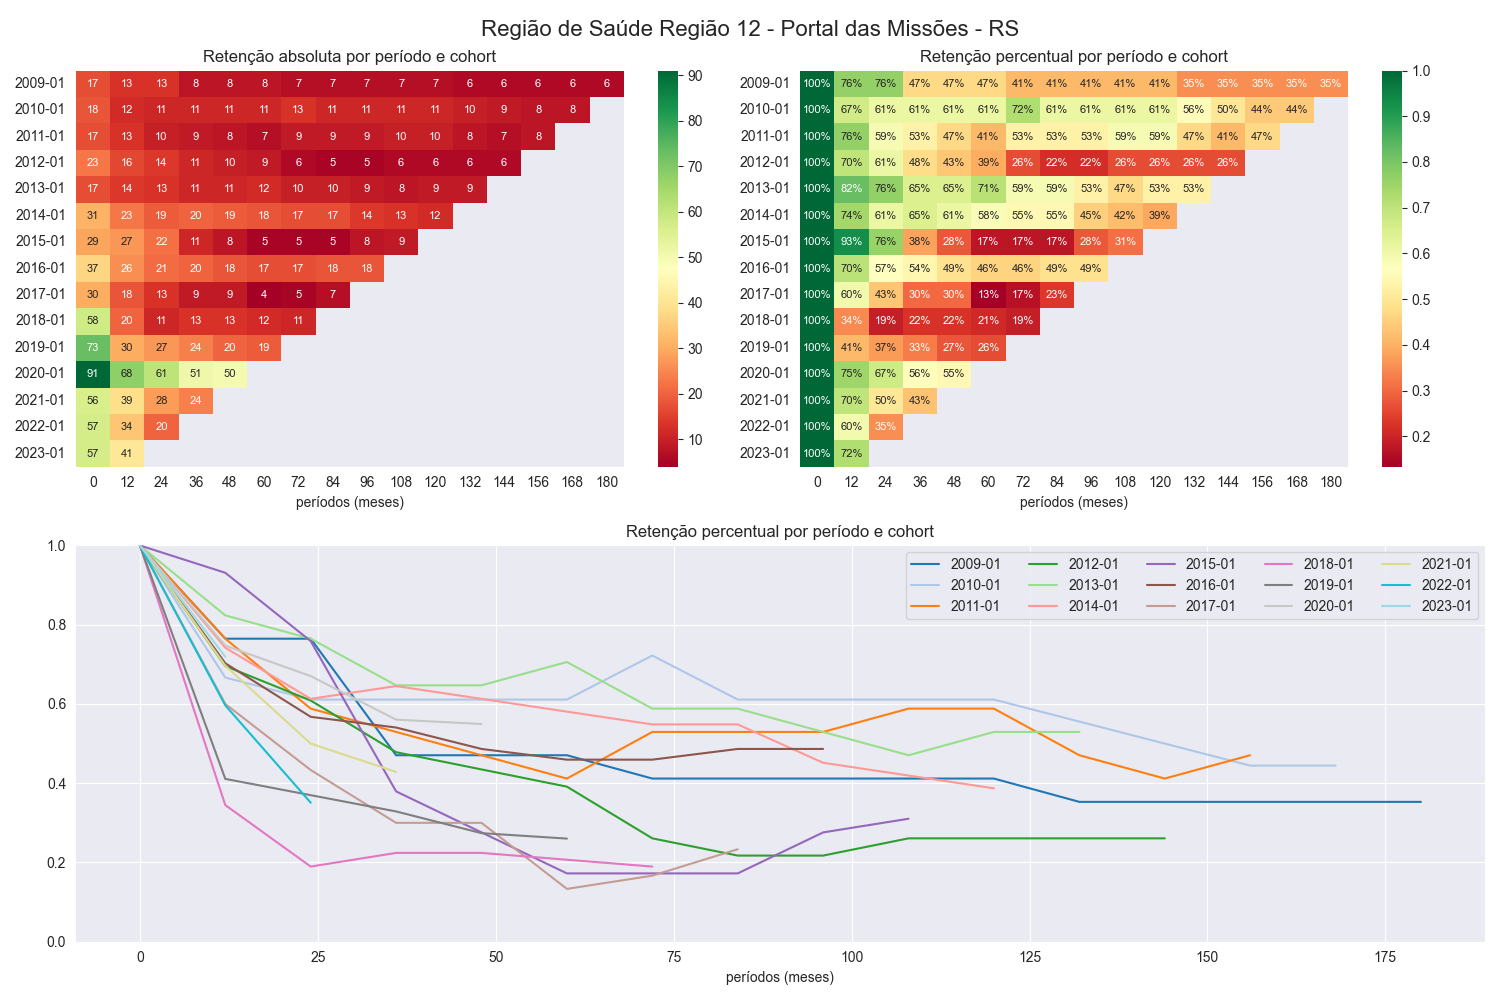 Região de Saúde Região 12 - Portal das Missões - RS
Retenção absoluta por período e cohort
2009-01 17 13 13 8 8 8 7 7 7 7 7 6 6 6 6 6
2010-01 18 12 11 11 11 11 13 11 11 11 11 10 9 8 8
2011-01 17 13 10 9 8 7 9 9 9 10 10 8 7 8
2012-01 23 16 14 11 10 9 6 5 5 6 6 6 6
2013-01 17 14 13 11 11 12 10 10 9 8 9 9
2014-01 31 23 19 20 19 18 17 17 14 13 12
2015-01 29 27 22 11 8 5 5 5 8 9
2016-01 37 26 21 20 18 17 17 18 18
2017-01 30 18 13 9 9 4 5 7
2018-01 58 20 11 13 13 12 11
2019-01 73 30 27 24 20 19
2020-01 91 68 61 51 50
2021-01 56 39 28 24
2022-01 57 34 20
2023-01 57 41
0 12 24 36 48 60 72 84 96 108 120 132 144 156 168 180
períodos (meses)
90
80
70
60
50
40
30
20
10
Retenção percentual por período e cohort
2009-01 100% 76% 76% 47% 47% 47% 41% 41% 41% 41% 41% 35% 35% 35% 35% 35%
2010-01 100% 67% 61% 61% 61% 61% 72% 61% 61% 61% 61% 56% 50% 44% 44%
2011-01 100% 76% 59% 53% 47% 41% 53% 53% 53% 59% 59% 47% 41% 47%
2012-01 100% 70% 61% 48% 43% 39% 26% 22% 22% 26% 26% 26% 26%
2013-01 100% 82% 76% 65% 65% 71% 59% 59% 53% 47% 53% 53%
2014-01 100% 74% 61% 65% 61% 58% 55% 55% 45% 42% 39%
2015-01 100% 93% 76% 38% 28% 17% 17% 17% 28% 31%
2016-01 100% 70% 57% 54% 49% 46% 46% 49% 49%
2017-01 100% 60% 43% 30% 30% 13% 17% 23%
2018-01 100% 34% 19% 22% 22% 21% 19%
2019-01 100% 41% 37% 33% 27% 26%
2020-01 100% 75% 67% 56% 55%
2021-01 100% 70% 50% 43%
2022-01 100% 60% 35%
2023-01 100% 72%
0 12 24 36 48 60 72 84 96 108 120 132 144 156 168 180
períodos (meses)
1.0
0.9
0.8
0.7
0.6
0.5
0.4
0.3
0.2
Retenção percentual por período e cohort
2009-01 2012-01 2015-01 2018-01 2021-01
2010-01 2013-01 2016-01 2019-01 2022-01
2011-01 2014-01 2017-01 2020-01 2023-01
1.0
0.8
0.6
0.4
0.2
0.0
0 25 50 75 100 125 150 175
períodos (meses)